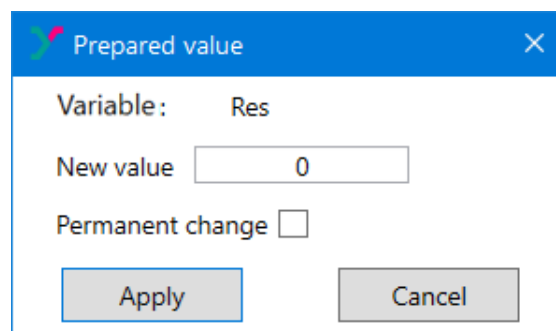 Prepared value
Variable: Res
New value 0
Permanent change
Apply Cancel